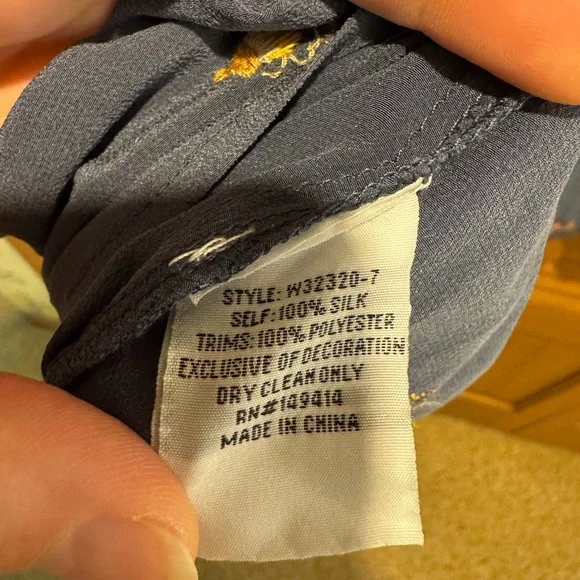 STYLE: W32320-7
SELF:100% SILK
TRIMS:100% POLYESTER
EXCLUSIVE OF DECORATION
DRY CLEAN ONLY
RN#149414
MADE IN CHINA